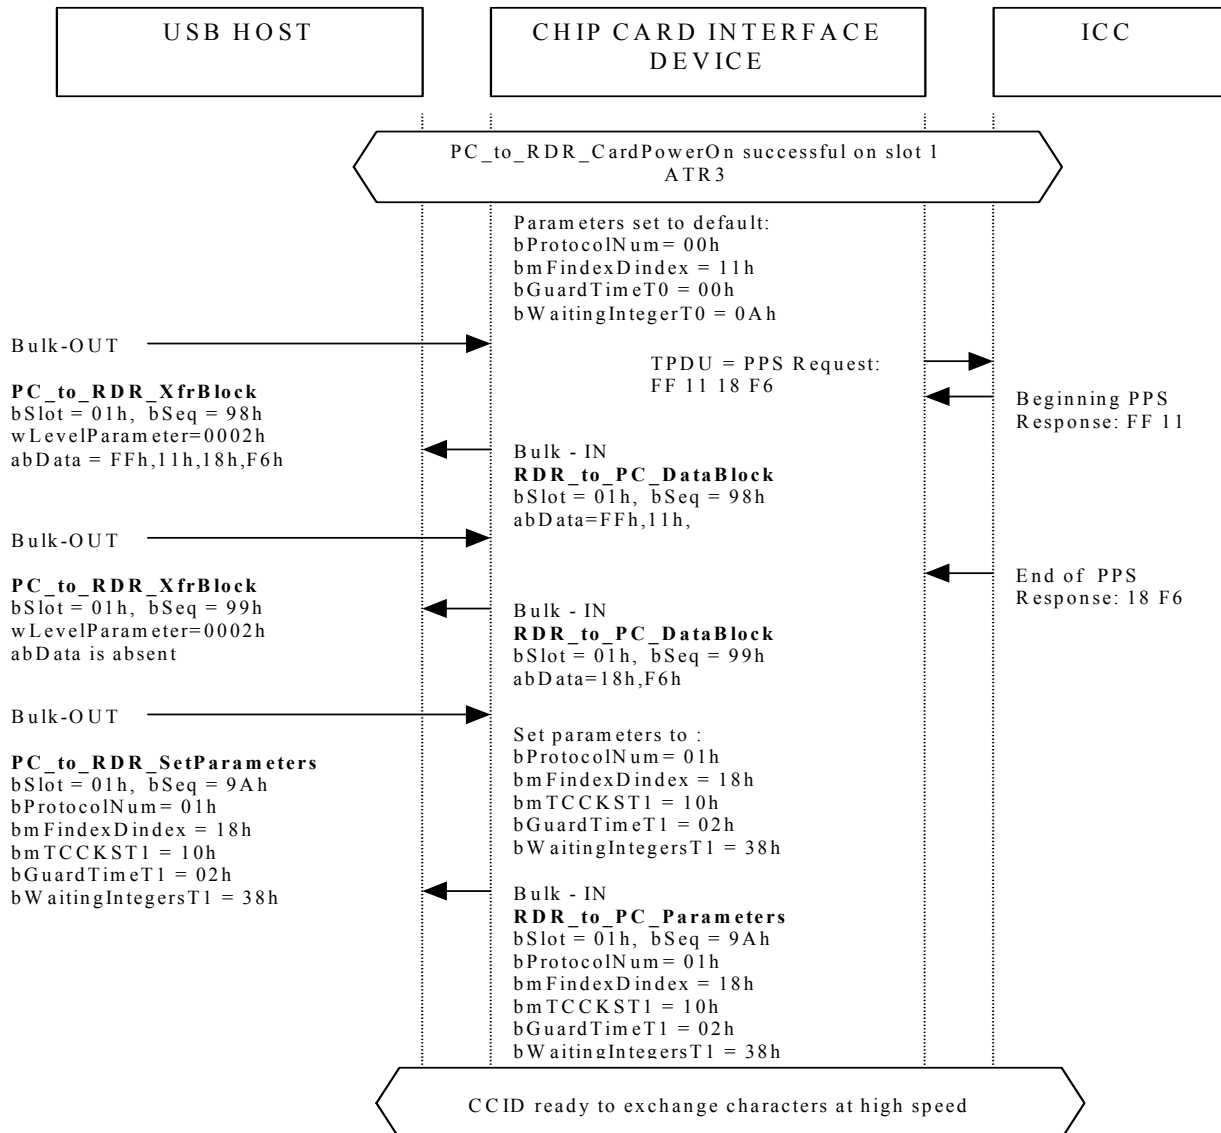 USB HOST
CHIP CARD INTERFACE
DEVICE
ICC
PC_to_RDR_CardPowerOn successful on slot 1
ATR3
Parameters set to default:
bProtocolNum= 00h
bmFindexDindex = 11h
bGuardTimeT0 = 00h
bWaitingIntegerT0 = 0Ah
Bulk-OUT
PC_to_RDR_XfrBlock
bSlot = 01h, bSeq = 98h
wLevelParameter=0002h
abData = FFh,11h,18h,F6h
TPDU = PPS Request:
FF 11 18 F6
Beginning PPS
Response: FF 11
Bulk - IN
RDR_to_PC_DataBlock
bSlot = 01h, bSeq = 98h
abData=FFh,11h,
Bulk-OUT
PC_to_RDR_XfrBlock
bSlot = 01h, bSeq = 99h
wLevelParameter=0002h
abData is absent
End of PPS
Response: 18 F6
Bulk - IN
RDR_to_PC_DataBlock
bSlot = 01h, bSeq = 99h
abData=18h,F6h
Bulk-OUT
PC_to_RDR_SetParameters
bSlot = 01h, bSeq = 9Ah
bProtocolNum= 01h
bmFindexDindex = 18h
bmTCCKST1 = 10h
bGuardTimeT1 = 02h
bWaitingIntegersT1 = 38h
Set parameters to :
bProtocolNum= 01h
bmFindexDindex = 18h
bmTCCKST1 = 10h
bGuardTimeT1 = 02h
bWaitingIntegersT1 = 38h
Bulk - IN
RDR_to_PC_Parameters
bSlot = 01h, bSeq = 9Ah
bProtocolNum= 01h
bmFindexDindex = 18h
bmTCCKST1 = 10h
bGuardTimeT1 = 02h
bWaitingIntegersT1 = 38h
CCID ready to exchange characters at high speed